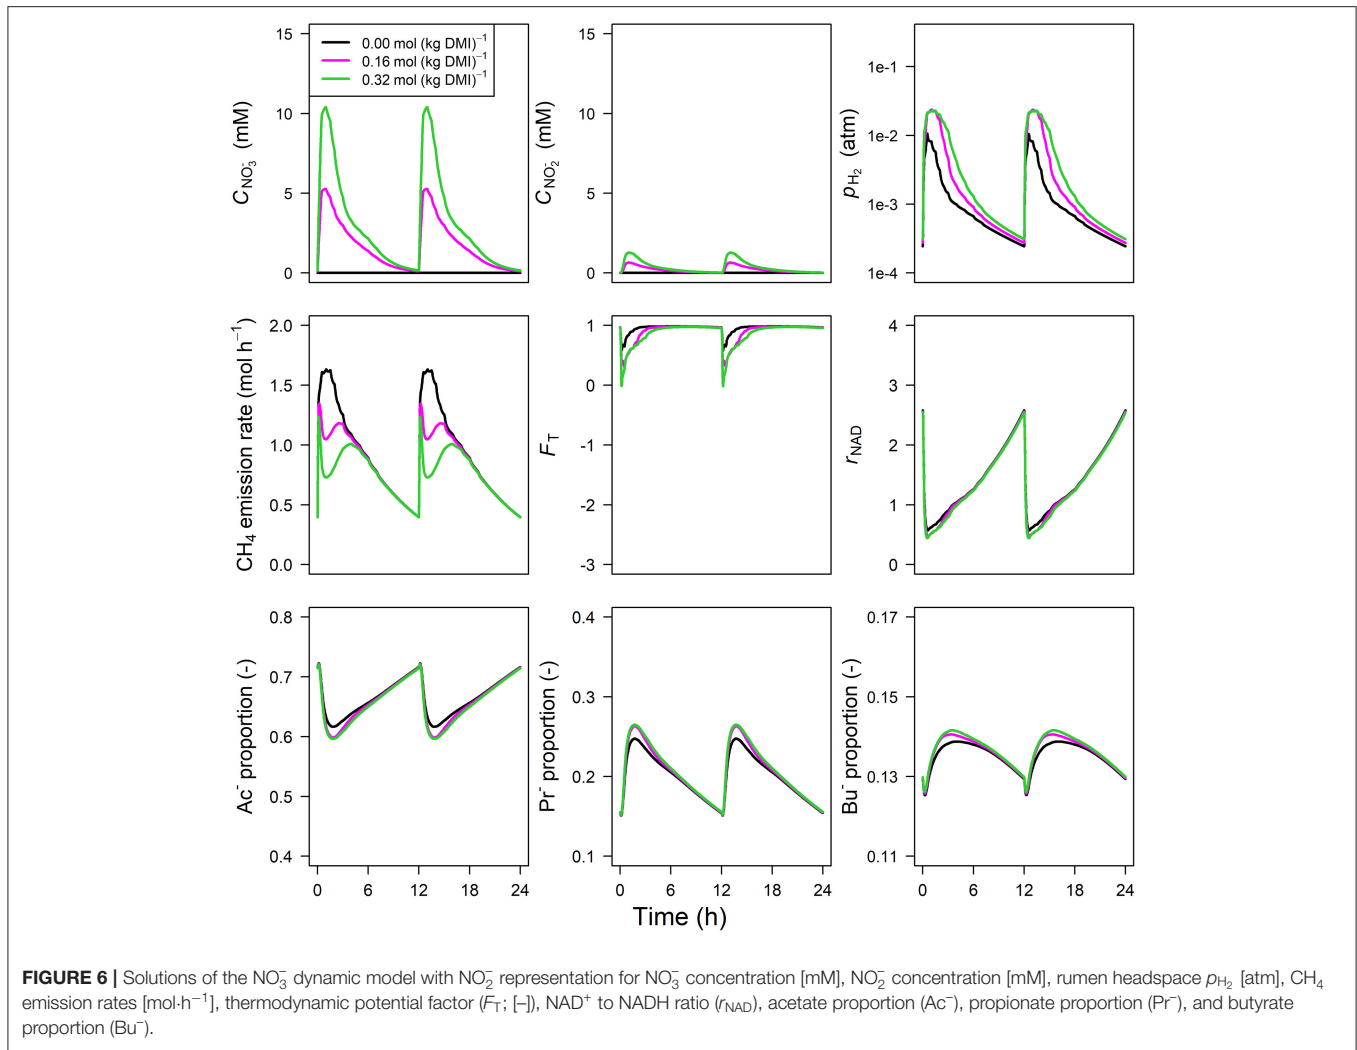 0.00 mol (kg DMI)⁻¹
0.16 mol (kg DMI)⁻¹
0.32 mol (kg DMI)⁻¹
C_NO₃⁻ (mM)
15
10
5
0
C_NO₂⁻ (mM)
15
10
5
0
p_H₂ (atm)
1e-1
1e-2
1e-3
1e-4
CH₄ emission rate (mol h⁻¹)
2.0
1.5
1.0
0.5
0.0
F_T
1
0
-1
-2
-3
r_NAD
4
3
2
1
0
Ac⁻ proportion (-)
0.8
0.7
0.6
0.5
0.4
0 6 12 18 24
Pr⁻ proportion (-)
0.4
0.3
0.2
0.1
0 6 12 18 24
Bu⁻ proportion (-)
0.17
0.15
0.13
0.11
0 6 12 18 24
Time (h)
FIGURE 6 | Solutions of the NO₃⁻ dynamic model with NO₂⁻ representation for NO₃⁻ concentration [mM], NO₂⁻ concentration [mM], rumen headspace p_H₂ [atm], CH₄
emission rates [mol·h⁻¹], thermodynamic potential factor (F_T; [–]), NAD⁺ to NADH ratio (r_NAD), acetate proportion (Ac⁻), propionate proportion (Pr⁻), and butyrate
proportion (Bu⁻).